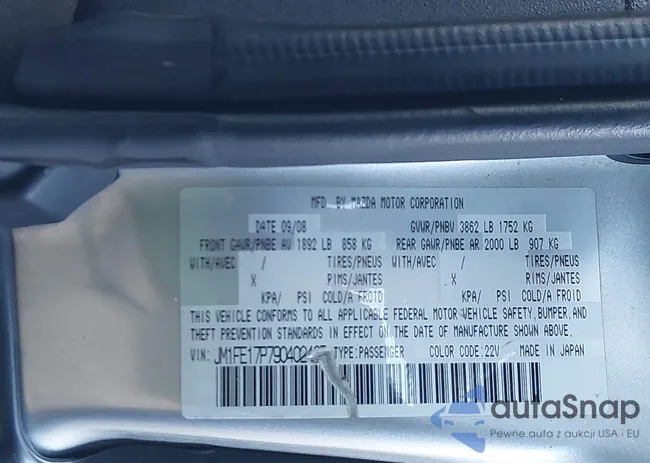 MFD. BY MAZDA MOTOR CORPORATION
DATE 09/08 GVWR/PNBV 3862 LB 1752 KG
FRONT GAWR/PNBE AV 1892 LB 858 KG REAR GAWR/PNBE AR 2000 LB 907 KG
WITH/AVEC / TIRES/PNEUS WITH/AVEC / TIRES/PNEUS
X RIMS/JANTES X RIMS/JANTES
KPA/ PSI COLD/A FROID KPA/ PSI COLD/A FROID
THIS VEHICLE CONFORMS TO ALL APPLICABLE FEDERAL MOTOR VEHICLE SAFETY, BUMPER, AND
THEFT PREVENTION STANDARDS IN EFFECT ON THE DATE OF MANUFACTURE SHOWN ABOVE.
VIN: TYPE:PASSENGER COLOR CODE:22V MADE IN JAPAN
autaSnap
Pewne auta z aukcji USA i EU